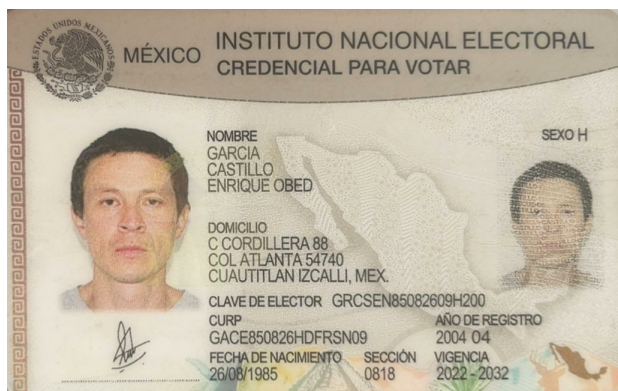 ESTADOS UNIDOS MEXICANOS
MÉXICO
INSTITUTO NACIONAL ELECTORAL
CREDENCIAL PARA VOTAR
NOMBRE
SEXO H
GARCIA
CASTILLO
ENRIQUE OBED
DOMICILIO
C CORDILLERA 88
COL ATLANTA 54740
CUAUTITLAN IZCALLI, MEX.
CLAVE DE ELECTOR GRCSEN85082609H200
CURP
AÑO DE REGISTRO
GACE850826HDFRSN09
2004 04
FECHA DE NACIMIENTO SECCIÓN VIGENCIA
26/08/1985 0818 2022 - 2032